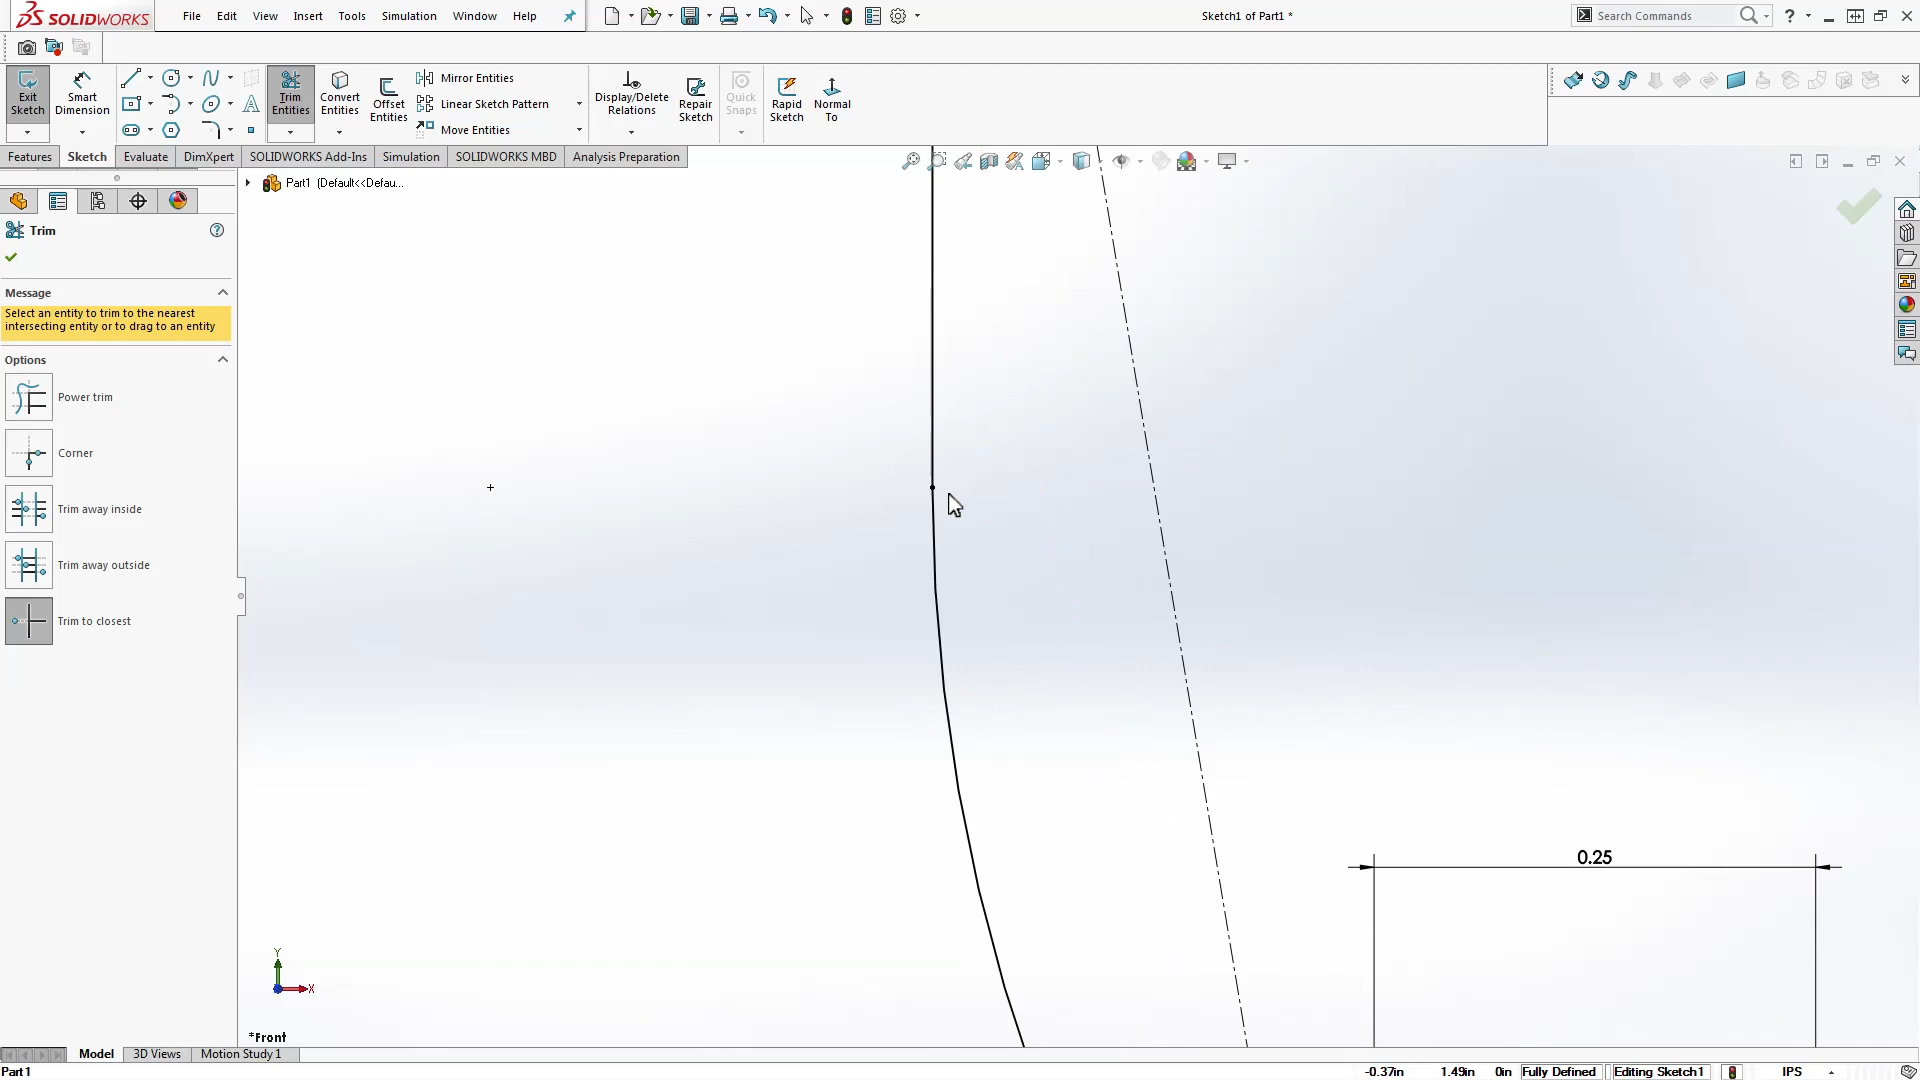 SOLIDWORKS
File Edit View Insert Tools Simulation Window Help
Sketch1 of Part1 *
Search Commands
Exit Sketch
Smart Dimension
Trim Entities
Convert Entities
Offset Entities
Mirror Entities
Linear Sketch Pattern
Move Entities
Display/Delete Relations
Repair Sketch
Quick Snaps
Rapid Sketch
Normal To
Features Sketch Evaluate DimXpert SOLIDWORKS Add-Ins Simulation SOLIDWORKS MBD Analysis Preparation
Part1 (Default<<Defau...
Trim
Message
Select an entity to trim to the nearest
intersecting entity or to drag to an entity
Options
Power trim
Corner
Trim away inside
Trim away outside
Trim to closest
0.25
Y
X
*Front
Model 3D Views Motion Study 1
Part1
-0.37in 1.49in 0in Fully Defined Editing Sketch1 IPS